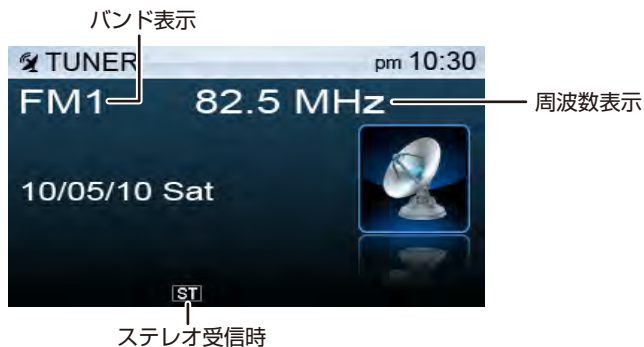 バンド表示
TUNER pm 10:30
FM1 82.5 MHz 周波数表示
10/05/10 Sat
ST
ステレオ受信時